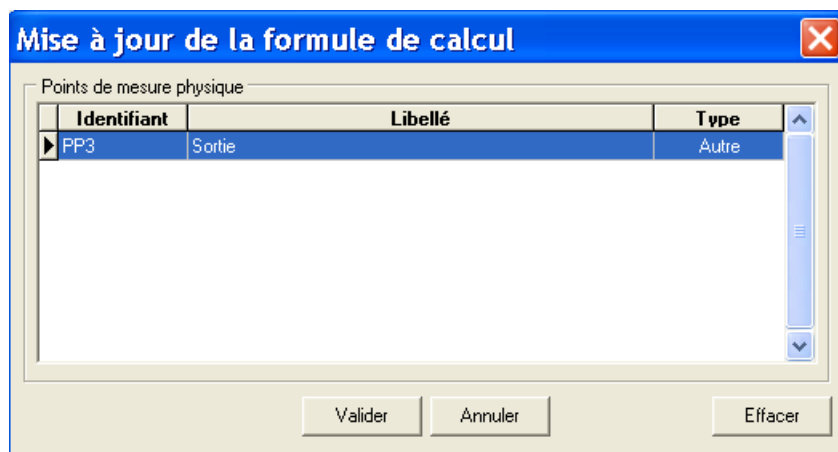 Mise à jour de la formule de calcul
Points de mesure physique
Identifiant Libellé Type
PP3 Sortie Autre
Valider Annuler Effacer